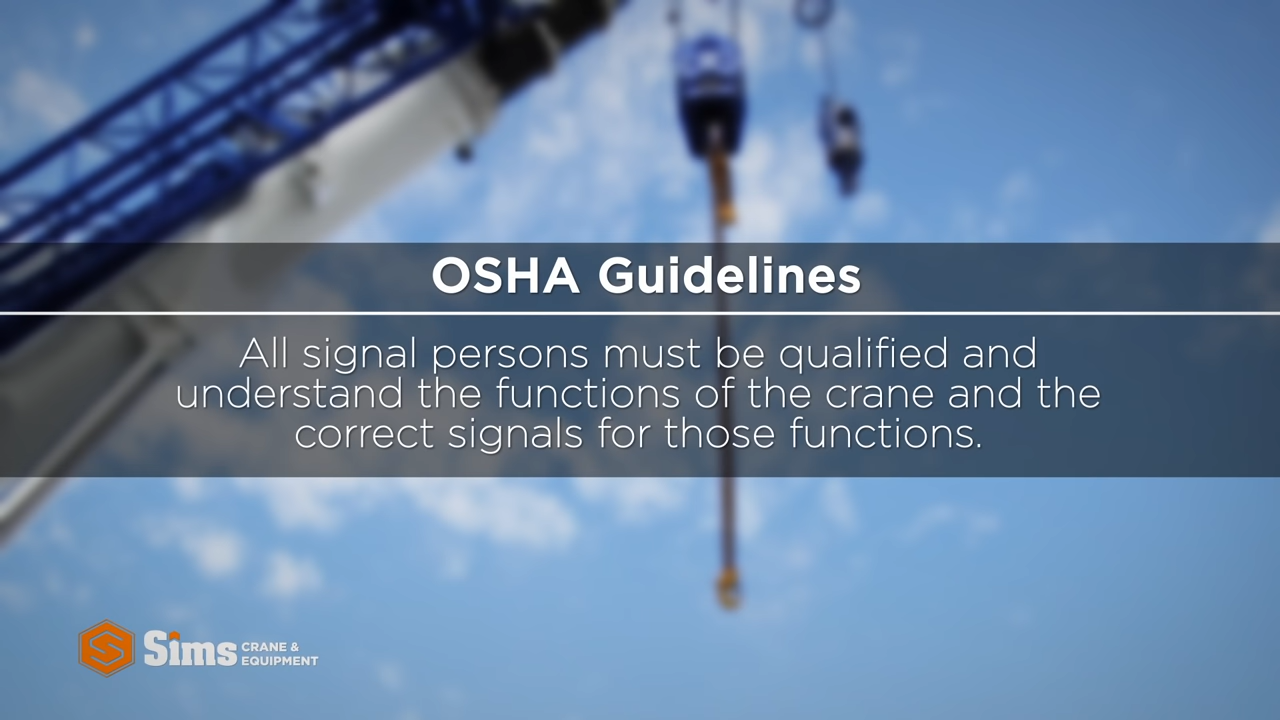 OSHA Guidelines
All signal persons must be qualified and
understand the functions of the crane and the
correct signals for those functions.
Sims CRANE &
EQUIPMENT